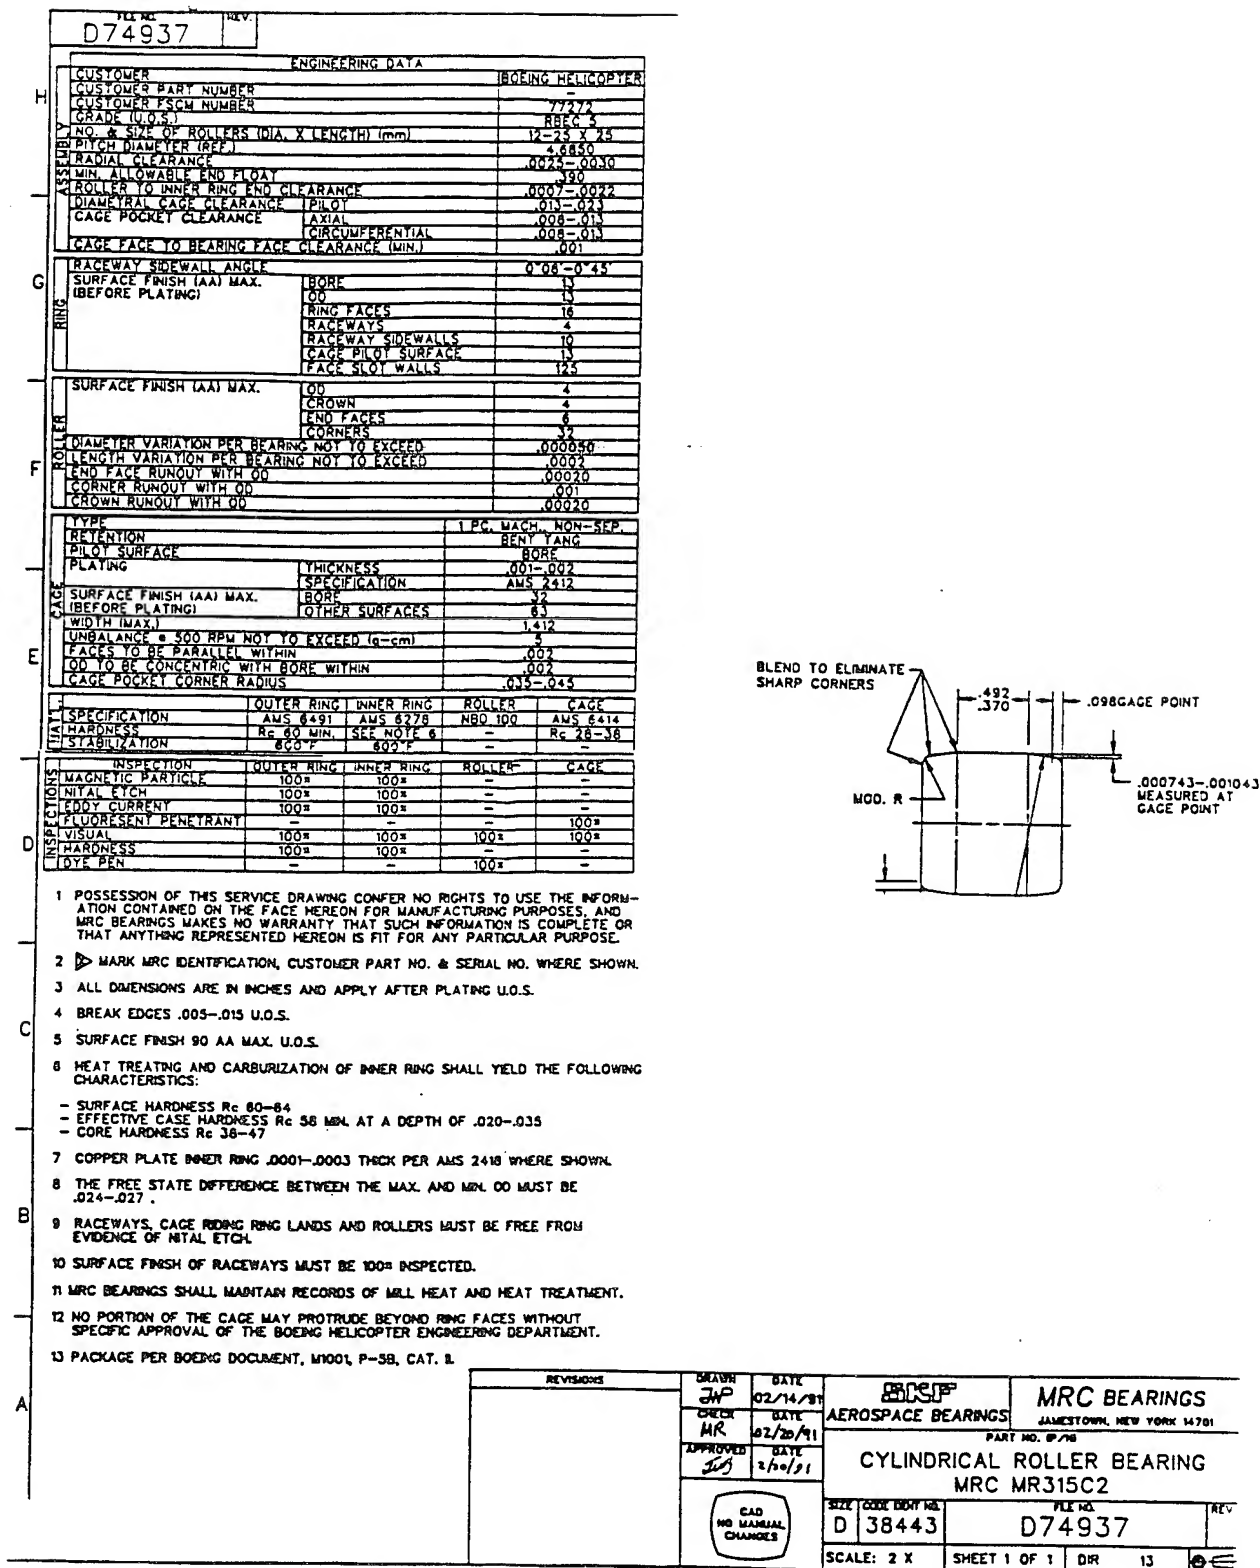 FILE NO. REV.
D74937
ENGINEERING DATA
H
ASSEMBLY
CUSTOMER BOEING HELICOPTER
CUSTOMER PART NUMBER -
CUSTOMER FSCM NUMBER 77272
GRADE (U.O.S.) RBEC 5
NO. & SIZE OF ROLLERS (DIA. X LENGTH) (mm) 12-25 X 25
PITCH DIAMETER (REF.) 4.6850
RADIAL CLEARANCE .0025-.0030
MIN. ALLOWABLE END FLOAT .390
ROLLER TO INNER RING END CLEARANCE .0007-.0022
DIAMETRAL CAGE CLEARANCE PILOT .013-.023
CAGE POCKET CLEARANCE AXIAL .008-.013
CIRCUMFERENTIAL .008-.013
CAGE FACE TO BEARING FACE CLEARANCE (MIN.) .001
G
RING
RACEWAY SIDEWALL ANGLE 0°08'-0°45'
SURFACE FINISH (AA) MAX. BORE 13
(BEFORE PLATING) OD 13
RING FACES 16
RACEWAYS 4
RACEWAY SIDEWALLS 10
CAGE PILOT SURFACE 13
FACE SLOT WALLS 125
ROLLER
SURFACE FINISH (AA) MAX. OD 4
CROWN 4
END FACES 6
CORNERS 32
DIAMETER VARIATION PER BEARING NOT TO EXCEED .000050
F
LENGTH VARIATION PER BEARING NOT TO EXCEED .0002
END FACE RUNOUT WITH OD .00020
CORNER RUNOUT WITH OD .001
CROWN RUNOUT WITH OD .00020
CAGE
TYPE 1 PC. MACH., NON-SEP.
RETENTION BENT TANG
PILOT SURFACE BORE
PLATING THICKNESS .001-.002
SPECIFICATION AMS 2412
SURFACE FINISH (AA) MAX. BORE 32
(BEFORE PLATING) OTHER SURFACES 63
WIDTH (MAX.) 1.412
UNBALANCE @ 500 RPM NOT TO EXCEED (g-cm) 5
E
FACES TO BE PARALLEL WITHIN .002
OD TO BE CONCENTRIC WITH BORE WITHIN .002
CAGE POCKET CORNER RADIUS .035-.045
MAT'L.
OUTER RING INNER RING ROLLER CAGE
SPECIFICATION AMS 6491 AMS 6278 NBD 100 AMS 6414
HARDNESS Rc 60 MIN. SEE NOTE 6 - Rc 28-38
STABILIZATION 600°F 600°F - -
INSPECTIONS
INSPECTION OUTER RING INNER RING ROLLER CAGE
MAGNETIC PARTICLE 100% 100% - -
NITAL ETCH 100% 100% - -
EDDY CURRENT 100% 100% - -
FLUORESENT PENETRANT - - - 100%
D
VISUAL 100% 100% 100% 100%
HARDNESS 100% 100% - -
DYE PEN - - 100% -
1 POSSESSION OF THIS SERVICE DRAWING CONFER NO RIGHTS TO USE THE INFORM-
ATION CONTAINED ON THE FACE HEREON FOR MANUFACTURING PURPOSES, AND
MRC BEARINGS MAKES NO WARRANTY THAT SUCH INFORMATION IS COMPLETE OR
THAT ANYTHING REPRESENTED HEREON IS FIT FOR ANY PARTICULAR PURPOSE.
2 MARK MRC IDENTIFICATION, CUSTOMER PART NO. & SERIAL NO. WHERE SHOWN.
3 ALL DIMENSIONS ARE IN INCHES AND APPLY AFTER PLATING U.O.S.
4 BREAK EDGES .005-.015 U.O.S.
C
5 SURFACE FINISH 90 AA MAX. U.O.S.
6 HEAT TREATING AND CARBURIZATION OF INNER RING SHALL YIELD THE FOLLOWING
CHARACTERISTICS:
- SURFACE HARDNESS Rc 60-64
- EFFECTIVE CASE HARDNESS Rc 58 MIN. AT A DEPTH OF .020-.035
- CORE HARDNESS Rc 38-47
7 COPPER PLATE INNER RING .0001-.0003 THICK PER AMS 2418 WHERE SHOWN.
8 THE FREE STATE DIFFERENCE BETWEEN THE MAX. AND MIN. OD MUST BE
.024-.027 .
B
9 RACEWAYS, CAGE RIDING RING LANDS AND ROLLERS MUST BE FREE FROM
EVIDENCE OF NITAL ETCH.
10 SURFACE FINISH OF RACEWAYS MUST BE 100% INSPECTED.
11 MRC BEARINGS SHALL MAINTAIN RECORDS OF MILL HEAT AND HEAT TREATMENT.
12 NO PORTION OF THE CAGE MAY PROTRUDE BEYOND RING FACES WITHOUT
SPECIFIC APPROVAL OF THE BOEING HELICOPTER ENGINEERING DEPARTMENT.
13 PACKAGE PER BOEING DOCUMENT, M1001, P-5B, CAT. II.
A
BLEND TO ELIMINATE
SHARP CORNERS
.492
.370
.098GAGE POINT
.000743-.001043
MEASURED AT
GAGE POINT
MOD. R
REVISIONS
DRAWN DATE
JWP 02/14/91
CHECK DATE
MR 02/20/91
APPROVED DATE
2/20/91
CAD
NO MANUAL
CHANGES
SKF
AEROSPACE BEARINGS
MRC BEARINGS
JAMESTOWN, NEW YORK 14701
PART NO.
CYLINDRICAL ROLLER BEARING
MRC MR315C2
SIZE CODE IDENT NO. FILE NO. REV
D 38443 D74937
SCALE: 2 X SHEET 1 OF 1 DIR 13